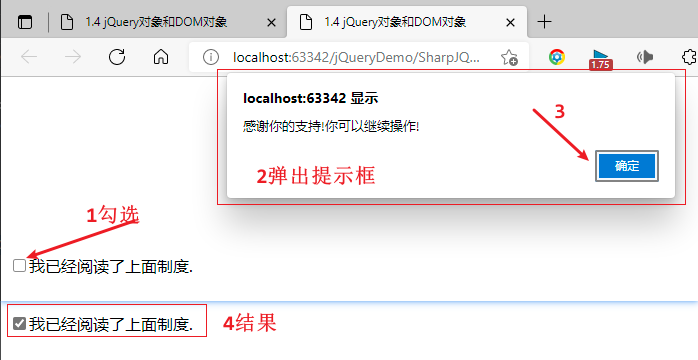 1.4 jQuery对象和DOM对象
1.4 jQuery对象和DOM对象
localhost:63342/jQueryDemo/SharpJQ...
1.75
localhost:63342 显示
感谢你的支持!你可以继续操作!
3
确定
2弹出提示框
1勾选
我已经阅读了上面制度.
我已经阅读了上面制度.
4结果